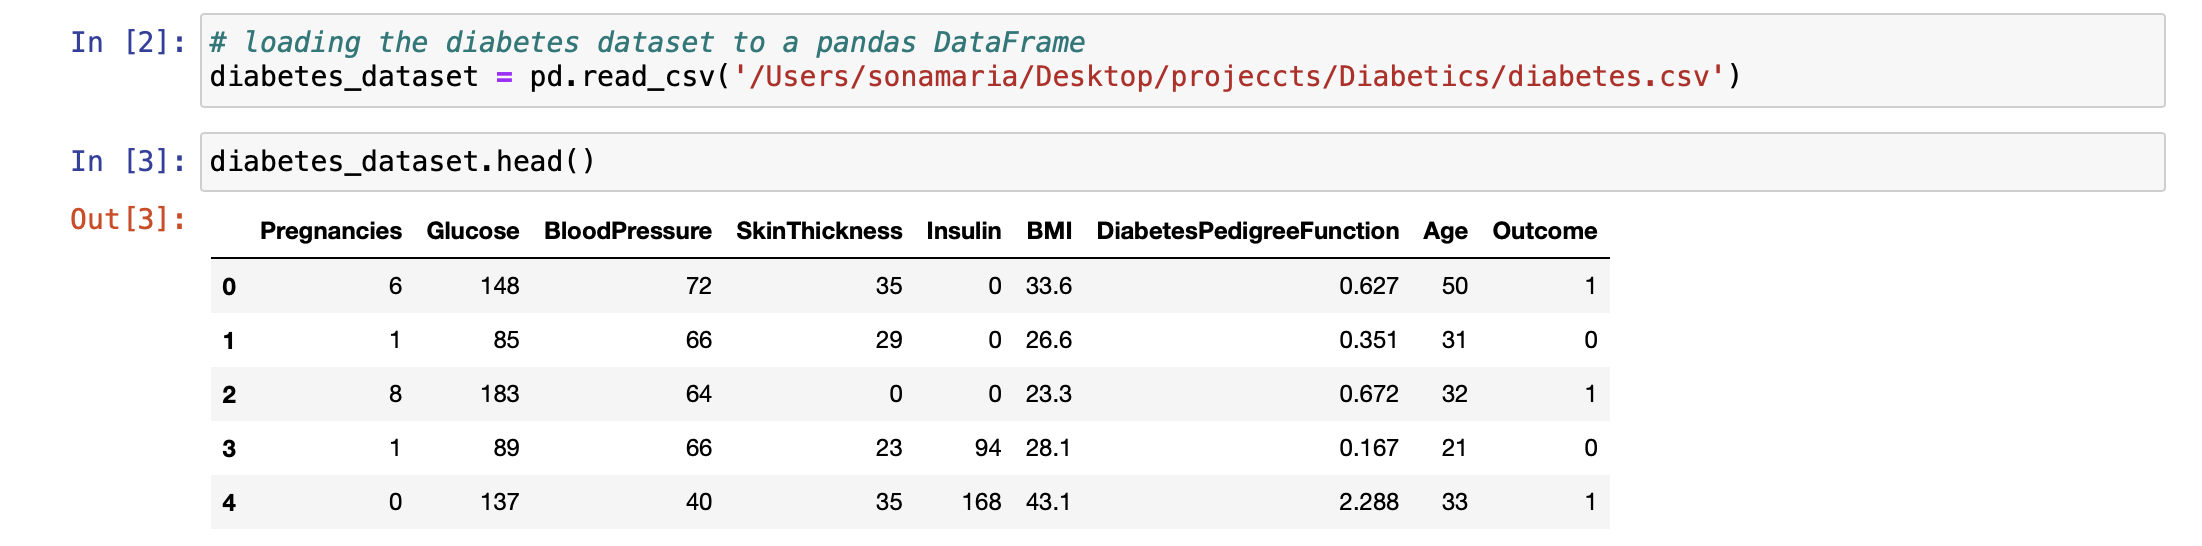 In [2]: # loading the diabetes dataset to a pandas DataFrame
diabetes_dataset = pd.read_csv('/Users/sonamaria/Desktop/projeccts/Diabetics/diabetes.csv')
In [3]: diabetes_dataset.head()
Out[3]:
Pregnancies Glucose BloodPressure SkinThickness Insulin BMI DiabetesPedigreeFunction Age Outcome
0 6 148 72 35 0 33.6 0.627 50 1
1 1 85 66 29 0 26.6 0.351 31 0
2 8 183 64 0 0 23.3 0.672 32 1
3 1 89 66 23 94 28.1 0.167 21 0
4 0 137 40 35 168 43.1 2.288 33 1